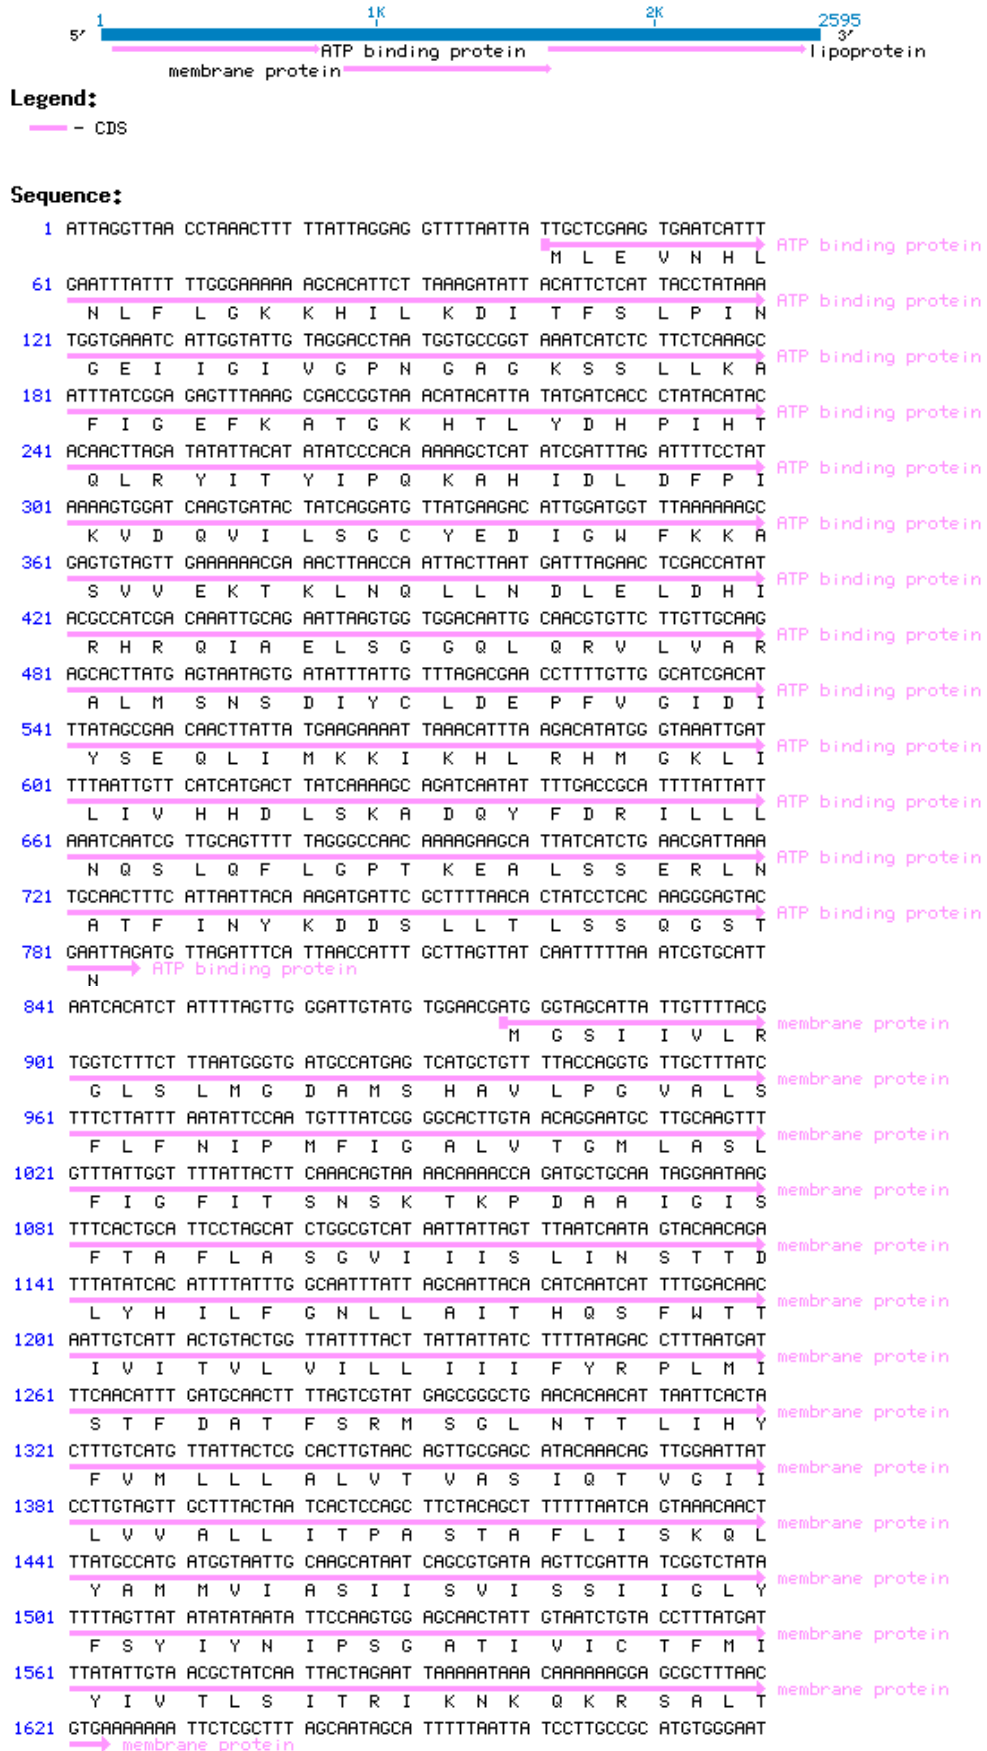 1 1K 2K 2595
5′ 3′
ATP binding protein lipoprotein
membrane protein
Legend:
- CDS
Sequence:
1 ATTAGGTTAA CCTAAACTTT TTATTAGGAG GTTTTAATTA TTGCTCGAAG TGAATCATTT
ATP binding protein
M L E V N H L
61 GAATTTATTT TTGGGAAAAA AGCACATTCT TAAAGATATT ACATTCTCAT TACCTATAAA
ATP binding protein
N L F L G K K H I L K D I T F S L P I N
121 TGGTGAAATC ATTGGTATTG TAGGACCTAA TGGTGCCGGT AAATCATCTC TTCTCAAAGC
ATP binding protein
G E I I G I V G P N G A G K S S L L K A
181 ATTTATCGGA GAGTTTAAAG CGACCGGTAA ACATACATTA TATGATCACC CTATACATAC
ATP binding protein
F I G E F K A T G K H T L Y D H P I H T
241 ACAACTTAGA TATATTACAT ATATCCCACA AAAAGCTCAT ATCGATTTAG ATTTTCCTAT
ATP binding protein
Q L R Y I T Y I P Q K A H I D L D F P I
301 AAAAGTGGAT CAAGTGATAC TATCAGGATG TTATGAAGAC ATTGGATGGT TTAAAAAAGC
ATP binding protein
K V D Q V I L S G C Y E D I G W F K K A
361 GAGTGTAGTT GAAAAAACGA AACTTAACCA ATTACTTAAT GATTTAGAAC TCGACCATAT
ATP binding protein
S V V E K T K L N Q L L N D L E L D H I
421 ACGCCATCGA CAAATTGCAG AATTAAGTGG TGGACAATTG CAACGTGTTC TTGTTGCAAG
ATP binding protein
R H R Q I A E L S G G Q L Q R V L V A R
481 AGCACTTATG AGTAATAGTG ATATTTATTG TTTAGACGAA CCTTTTGTTG GCATCGACAT
ATP binding protein
A L M S N S D I Y C L D E P F V G I D I
541 TTATAGCGAA CAACTTATTA TGAAGAAAAT TAAACATTTA AGACATATGG GTAAATTGAT
ATP binding protein
Y S E Q L I M K K I K H L R H M G K L I
601 TTTAATTGTT CATCATGACT TATCAAAAGC AGATCAATAT TTTGACCGCA TTTTATTATT
ATP binding protein
L I V H H D L S K A D Q Y F D R I L L L
661 AAATCAATCG TTGCAGTTTT TAGGGCCAAC AAAAGAAGCA TTATCATCTG AACGATTAAA
ATP binding protein
N Q S L Q F L G P T K E A L S S E R L N
721 TGCAACTTTC ATTAATTACA AAGATGATTC GCTTTTAACA CTATCCTCAC AAGGGAGTAC
ATP binding protein
A T F I N Y K D D S L L T L S S Q G S T
781 GAATTAGATG TTAGATTTCA TTAACCATTT GCTTAGTTAT CAATTTTTAA ATCGTGCATT
ATP binding protein
N
841 AATCACATCT ATTTTAGTTG GGATTGTATG TGGAACGATG GGTAGCATTA TTGTTTTACG
membrane protein
M G S I I V L R
901 TGGTCTTTCT TTAATGGGTG ATGCCATGAG TCATGCTGTT TTACCAGGTG TTGCTTTATC
membrane protein
G L S L M G D A M S H A V L P G V A L S
961 TTTCTTATTT AATATTCCAA TGTTTATCGG GGCACTTGTA ACAGGAATGC TTGCAAGTTT
membrane protein
F L F N I P M F I G A L V T G M L A S L
1021 GTTTATTGGT TTTATTACTT CAAACAGTAA AACAAAACCA GATGCTGCAA TAGGAATAAG
membrane protein
F I G F I T S N S K T K P D A A I G I S
1081 TTTCACTGCA TTCCTAGCAT CTGGCGTCAT AATTATTAGT TTAATCAATA GTACAACAGA
membrane protein
F T A F L A S G V I I I S L I N S T T D
1141 TTTATATCAC ATTTTATTTG GCAATTTATT AGCAATTACA CATCAATCAT TTTGGACAAC
membrane protein
L Y H I L F G N L L A I T H Q S F W T T
1201 AATTGTCATT ACTGTACTGG TTATTTTACT TATTATTATC TTTTATAGAC CTTTAATGAT
membrane protein
I V I T V L V I L L I I I F Y R P L M I
1261 TTCAACATTT GATGCAACTT TTAGTCGTAT GAGCGGGCTG AACACAACAT TAATTCACTA
membrane protein
S T F D A T F S R M S G L N T T L I H Y
1321 CTTTGTCATG TTATTACTCG CACTTGTAAC AGTTGCGAGC ATACAAACAG TTGGAATTAT
membrane protein
F V M L L L A L V T V A S I Q T V G I I
1381 CCTTGTAGTT GCTTTACTAA TCACTCCAGC TTCTACAGCT TTTTTAATCA GTAAACAACT
membrane protein
L V V A L L I T P A S T A F L I S K Q L
1441 TTATGCCATG ATGGTAATTG CAAGCATAAT CAGCGTGATA AGTTCGATTA TCGGTCTATA
membrane protein
Y A M M V I A S I I S V I S S I I G L Y
1501 TTTTAGTTAT ATATATAATA TTCCAAGTGG AGCAACTATT GTAATCTGTA CCTTTATGAT
membrane protein
F S Y I Y N I P S G A T I V I C T F M I
1561 TTATATTGTA ACGCTATCAA TTACTAGAAT TAAAAATAAA CAAAAAAGGA GCGCTTTAAC
membrane protein
Y I V T L S I T R I K N K Q K R S A L T
1621 GTGAAAAAAA TTCTCGCTTT AGCAATAGCA TTTTTAATTA TCCTTGCCGC ATGTGGGAAT
membrane protein